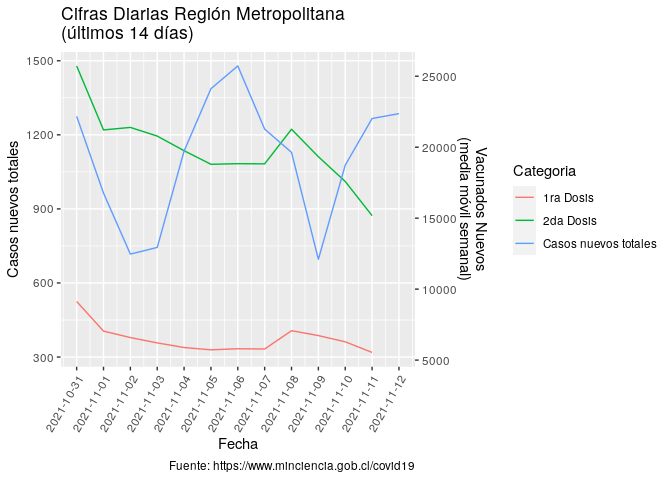 Cifras Diarias Región Metropolitana
(últimos 14 días)
1500
1200
900
600
300
Casos nuevos totales
25000
20000
15000
10000
5000
Vacunados Nuevos
(media móvil semanal)
2021-10-31
2021-11-01
2021-11-02
2021-11-03
2021-11-04
2021-11-05
2021-11-06
2021-11-07
2021-11-08
2021-11-09
2021-11-10
2021-11-11
2021-11-12
Fecha
Categoria
1ra Dosis
2da Dosis
Casos nuevos totales
Fuente: https://www.minciencia.gob.cl/covid19